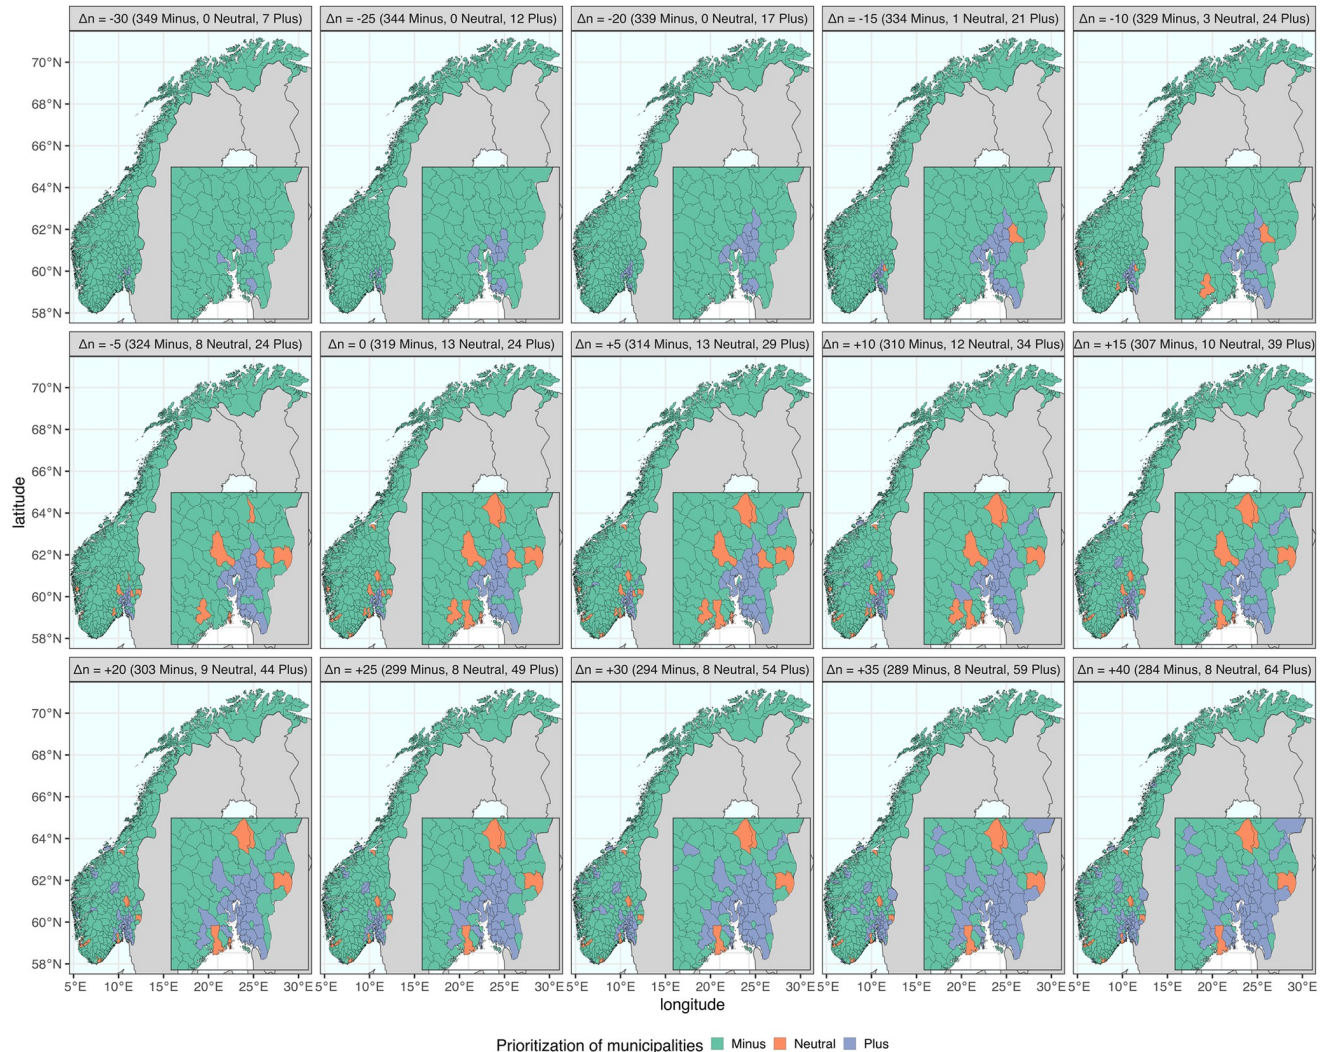 Δn = -30 (349 Minus, 0 Neutral, 7 Plus)
Δn = -25 (344 Minus, 0 Neutral, 12 Plus)
Δn = -20 (339 Minus, 0 Neutral, 17 Plus)
Δn = -15 (334 Minus, 1 Neutral, 21 Plus)
Δn = -10 (329 Minus, 3 Neutral, 24 Plus)
70°N
68°N
66°N
64°N
62°N
60°N
58°N
Δn = -5 (324 Minus, 8 Neutral, 24 Plus)
Δn = 0 (319 Minus, 13 Neutral, 24 Plus)
Δn = +5 (314 Minus, 13 Neutral, 29 Plus)
Δn = +10 (310 Minus, 12 Neutral, 34 Plus)
Δn = +15 (307 Minus, 10 Neutral, 39 Plus)
70°N
68°N
66°N
64°N
62°N
60°N
58°N
latitude
Δn = +20 (303 Minus, 9 Neutral, 44 Plus)
Δn = +25 (299 Minus, 8 Neutral, 49 Plus)
Δn = +30 (294 Minus, 8 Neutral, 54 Plus)
Δn = +35 (289 Minus, 8 Neutral, 59 Plus)
Δn = +40 (284 Minus, 8 Neutral, 64 Plus)
70°N
68°N
66°N
64°N
62°N
60°N
58°N
5°E 10°E 15°E 20°E 25°E 30°E 5°E 10°E 15°E 20°E 25°E 30°E 5°E 10°E 15°E 20°E 25°E 30°E 5°E 10°E 15°E 20°E 25°E 30°E 5°E 10°E 15°E 20°E 25°E 30°E
longitude
Prioritization of municipalities Minus Neutral Plus